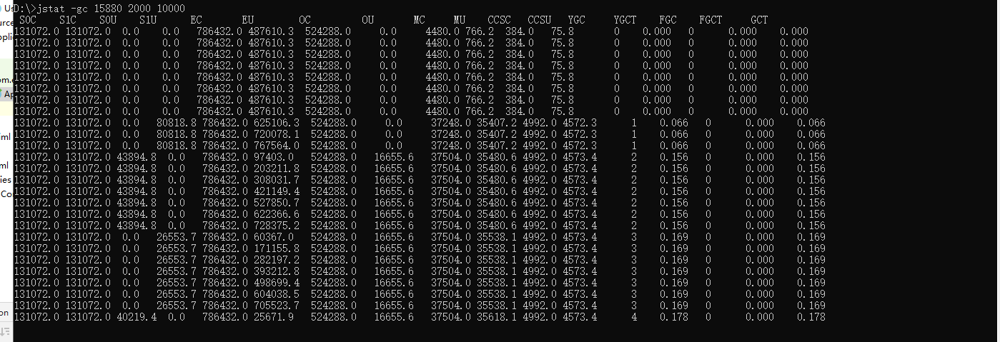 D:\>jstat -gc 15880 2000 10000
S0C S1C S0U S1U EC EU OC OU MC MU CCSC CCSU YGC YGCT FGC FGCT GCT
131072.0 131072.0 0.0 0.0 786432.0 487610.3 524288.0 0.0 4480.0 766.2 384.0 75.8 0 0.000 0 0.000 0.000
131072.0 131072.0 0.0 0.0 786432.0 487610.3 524288.0 0.0 4480.0 766.2 384.0 75.8 0 0.000 0 0.000 0.000
131072.0 131072.0 0.0 0.0 786432.0 487610.3 524288.0 0.0 4480.0 766.2 384.0 75.8 0 0.000 0 0.000 0.000
131072.0 131072.0 0.0 0.0 786432.0 487610.3 524288.0 0.0 4480.0 766.2 384.0 75.8 0 0.000 0 0.000 0.000
131072.0 131072.0 0.0 0.0 786432.0 487610.3 524288.0 0.0 4480.0 766.2 384.0 75.8 0 0.000 0 0.000 0.000
131072.0 131072.0 0.0 0.0 786432.0 487610.3 524288.0 0.0 4480.0 766.2 384.0 75.8 0 0.000 0 0.000 0.000
131072.0 131072.0 0.0 0.0 786432.0 487610.3 524288.0 0.0 4480.0 766.2 384.0 75.8 0 0.000 0 0.000 0.000
131072.0 131072.0 0.0 0.0 786432.0 487610.3 524288.0 0.0 4480.0 766.2 384.0 75.8 0 0.000 0 0.000 0.000
131072.0 131072.0 0.0 80818.8 786432.0 625106.3 524288.0 0.0 37248.0 35407.2 4992.0 4572.3 1 0.066 0 0.000 0.066
131072.0 131072.0 0.0 80818.8 786432.0 720078.1 524288.0 0.0 37248.0 35407.2 4992.0 4572.3 1 0.066 0 0.000 0.066
131072.0 131072.0 0.0 80818.8 786432.0 767564.0 524288.0 0.0 37248.0 35407.2 4992.0 4572.3 1 0.066 0 0.000 0.066
131072.0 131072.0 43894.8 0.0 786432.0 97403.0 524288.0 16655.6 37504.0 35480.6 4992.0 4573.4 2 0.156 0 0.000 0.156
131072.0 131072.0 43894.8 0.0 786432.0 203211.8 524288.0 16655.6 37504.0 35480.6 4992.0 4573.4 2 0.156 0 0.000 0.156
131072.0 131072.0 43894.8 0.0 786432.0 308031.7 524288.0 16655.6 37504.0 35480.6 4992.0 4573.4 2 0.156 0 0.000 0.156
131072.0 131072.0 43894.8 0.0 786432.0 421149.4 524288.0 16655.6 37504.0 35480.6 4992.0 4573.4 2 0.156 0 0.000 0.156
131072.0 131072.0 43894.8 0.0 786432.0 527850.7 524288.0 16655.6 37504.0 35480.6 4992.0 4573.4 2 0.156 0 0.000 0.156
131072.0 131072.0 43894.8 0.0 786432.0 622366.6 524288.0 16655.6 37504.0 35480.6 4992.0 4573.4 2 0.156 0 0.000 0.156
131072.0 131072.0 43894.8 0.0 786432.0 728375.2 524288.0 16655.6 37504.0 35480.6 4992.0 4573.4 2 0.156 0 0.000 0.156
131072.0 131072.0 0.0 26553.7 786432.0 60367.0 524288.0 16655.6 37504.0 35538.1 4992.0 4573.4 3 0.169 0 0.000 0.169
131072.0 131072.0 0.0 26553.7 786432.0 171155.8 524288.0 16655.6 37504.0 35538.1 4992.0 4573.4 3 0.169 0 0.000 0.169
131072.0 131072.0 0.0 26553.7 786432.0 282197.2 524288.0 16655.6 37504.0 35538.1 4992.0 4573.4 3 0.169 0 0.000 0.169
131072.0 131072.0 0.0 26553.7 786432.0 393212.8 524288.0 16655.6 37504.0 35538.1 4992.0 4573.4 3 0.169 0 0.000 0.169
131072.0 131072.0 0.0 26553.7 786432.0 498699.4 524288.0 16655.6 37504.0 35538.1 4992.0 4573.4 3 0.169 0 0.000 0.169
131072.0 131072.0 0.0 26553.7 786432.0 604038.5 524288.0 16655.6 37504.0 35538.1 4992.0 4573.4 3 0.169 0 0.000 0.169
131072.0 131072.0 0.0 26553.7 786432.0 705523.7 524288.0 16655.6 37504.0 35538.1 4992.0 4573.4 3 0.169 0 0.000 0.169
131072.0 131072.0 40219.4 0.0 786432.0 25671.9 524288.0 16655.6 37504.0 35618.1 4992.0 4573.4 4 0.178 0 0.000 0.178